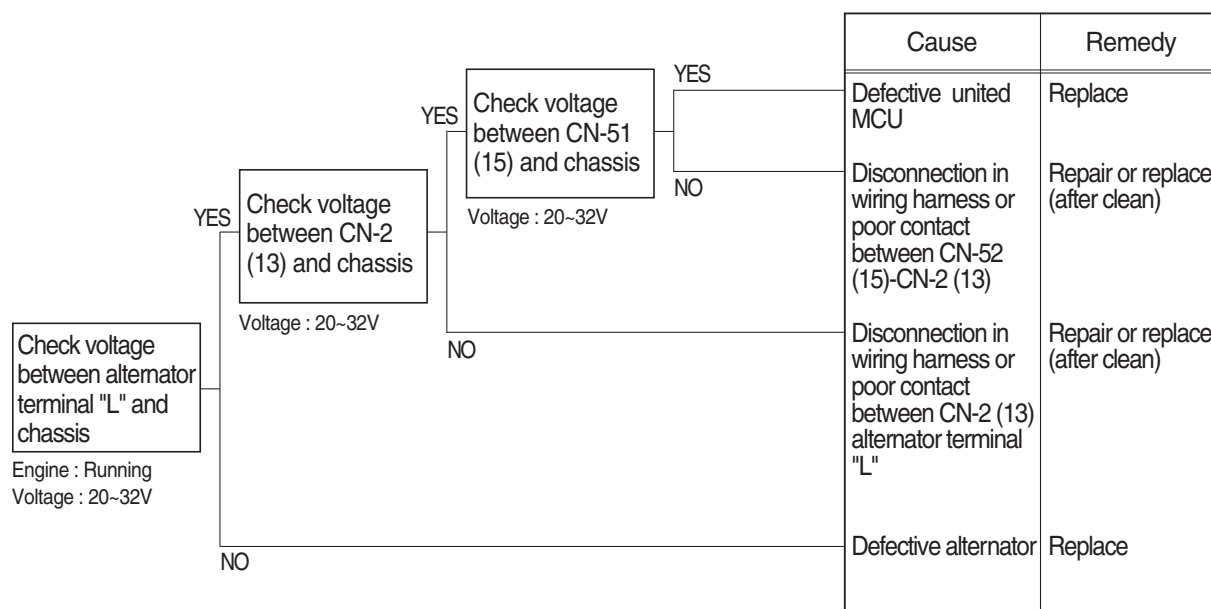 Cause
Remedy
YES
Defective united
MCU
Replace
YES
Check voltage
between CN-51
(15) and chassis
NO
Voltage : 20~32V
Disconnection in
wiring harness or
poor contact
between CN-52
(15)-CN-2 (13)
Repair or replace
(after clean)
YES
Check voltage
between CN-2
(13) and chassis
Voltage : 20~32V
NO
Disconnection in
wiring harness or
poor contact
between CN-2 (13)
alternator terminal
"L"
Repair or replace
(after clean)
Check voltage
between alternator
terminal "L" and
chassis
Engine : Running
Voltage : 20~32V
NO
Defective alternator
Replace